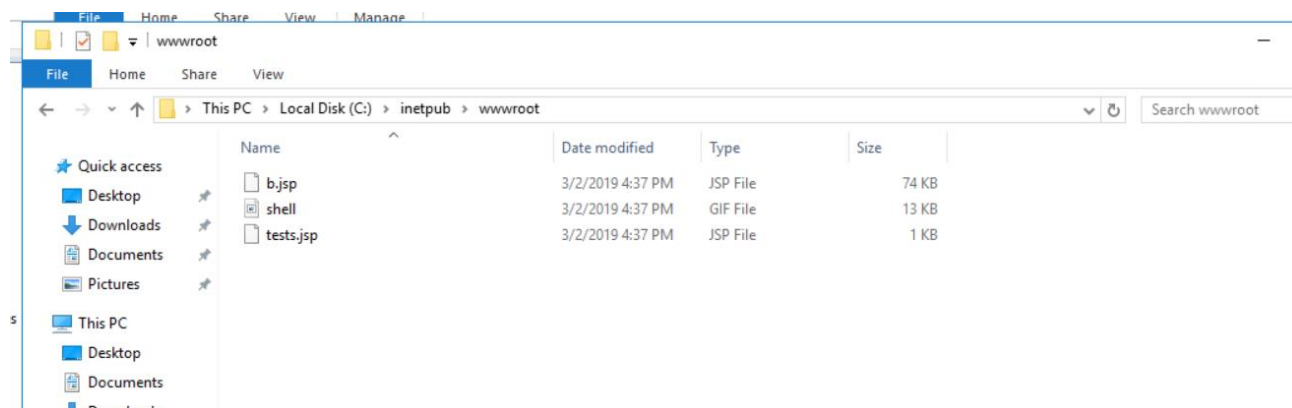 File Home Share View Manage
wwwroot
File Home Share View
This PC > Local Disk (C:) > inetpub > wwwroot
Search wwwroot
Name Date modified Type Size
Quick access
Desktop
Downloads
Documents
Pictures
This PC
Desktop
Documents
b.jsp 3/2/2019 4:37 PM JSP File 74 KB
shell 3/2/2019 4:37 PM GIF File 13 KB
tests.jsp 3/2/2019 4:37 PM JSP File 1 KB